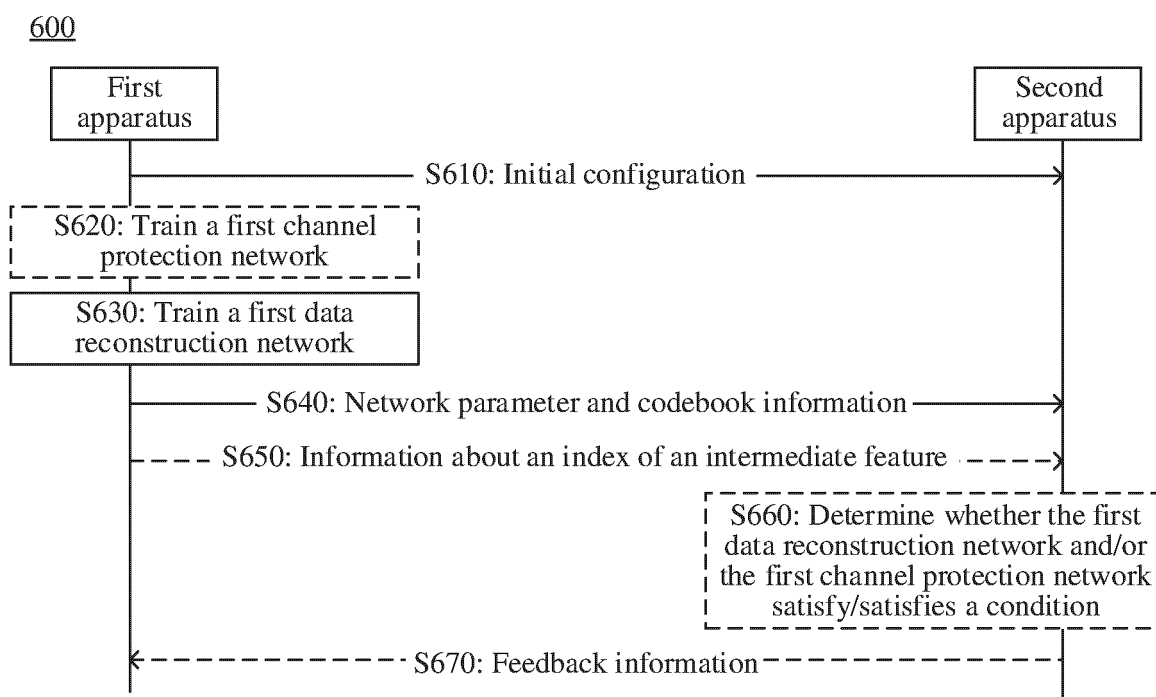 600
First
apparatus
Second
apparatus
S610: Initial configuration
S620: Train a first channel
protection network
S630: Train a first data
reconstruction network
S640: Network parameter and codebook information
S650: Information about an index of an intermediate feature
S660: Determine whether the first
data reconstruction network and/or
the first channel protection network
satisfy/satisfies a condition
S670: Feedback information